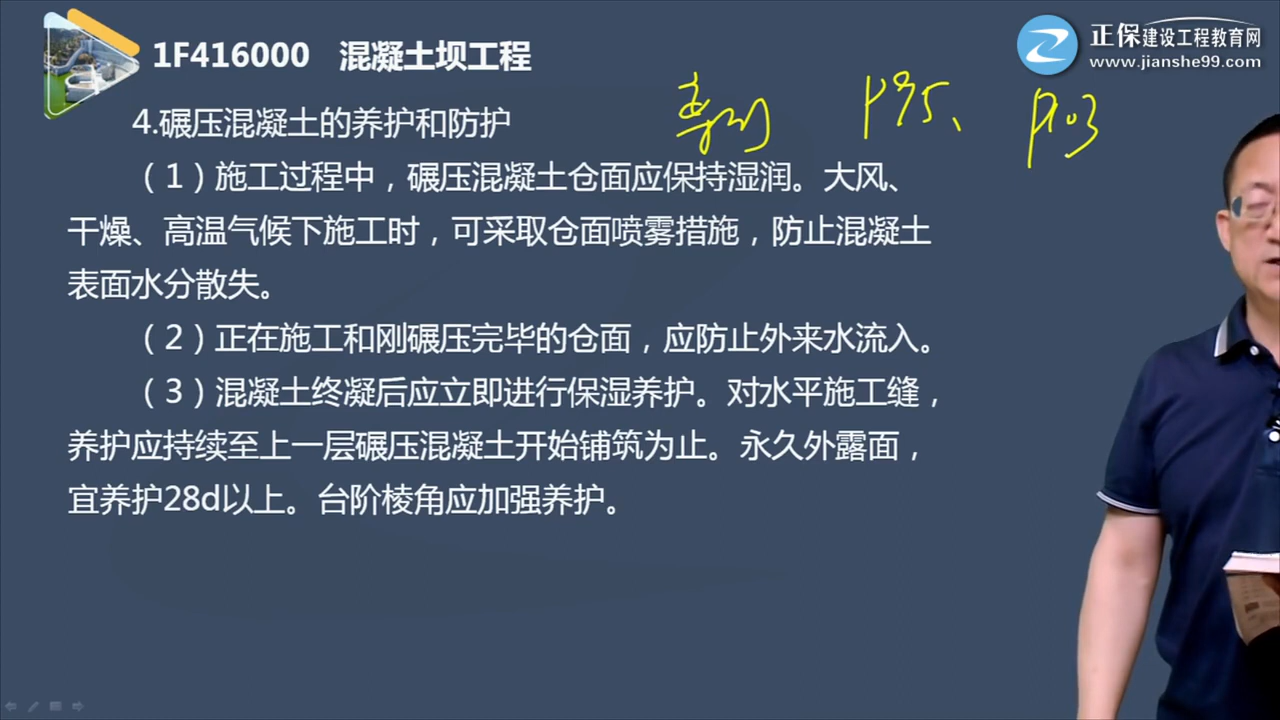 1F416000 混凝土坝工程
正保建设工程教育网
www.jianshe99.com
P95、P103
4.碾压混凝土的养护和防护
（1）施工过程中，碾压混凝土仓面应保持湿润。大风、
干燥、高温气候下施工时，可采取仓面喷雾措施，防止混凝土
表面水分散失。
（2）正在施工和刚碾压完毕的仓面，应防止外来水流入。
（3）混凝土终凝后应立即进行保湿养护。对水平施工缝，
养护应持续至上一层碾压混凝土开始铺筑为止。永久外露面，
宜养护28d以上。台阶棱角应加强养护。